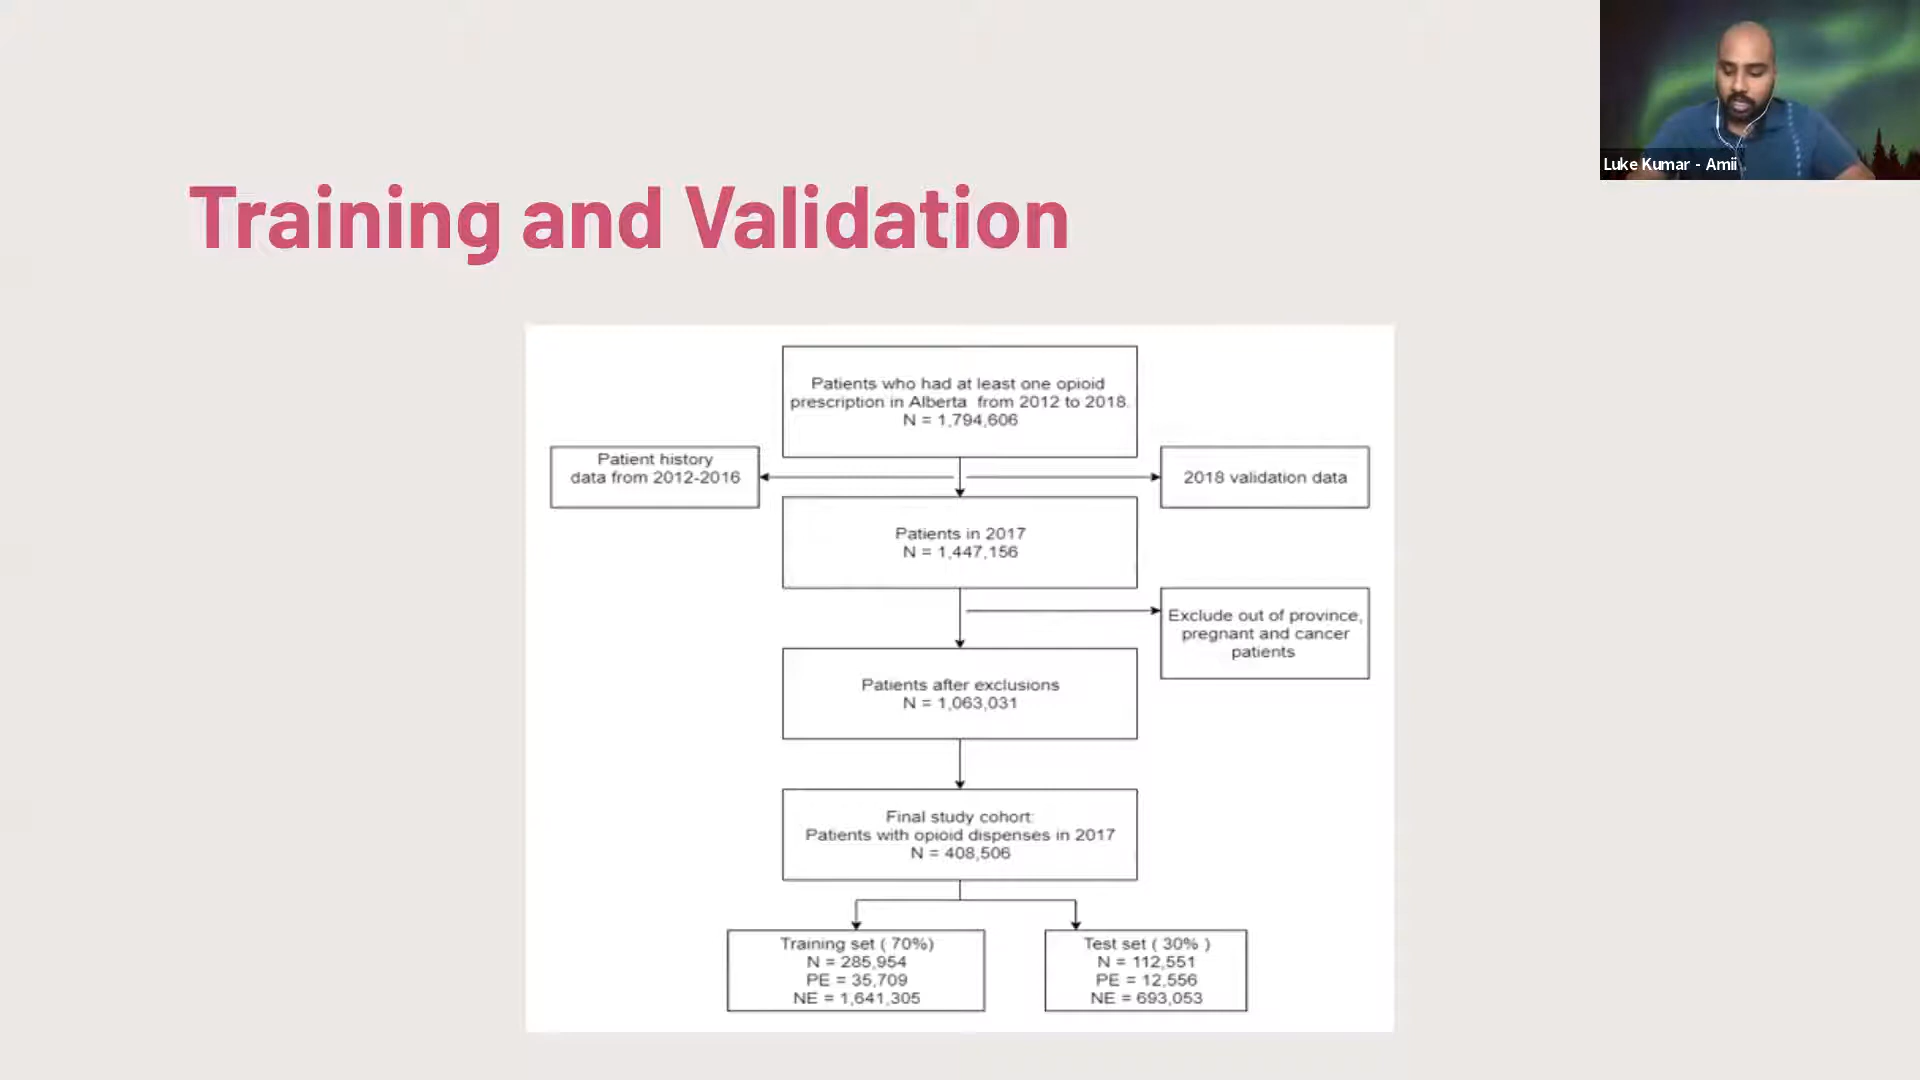 Luke Kumar - Amii
Training and Validation
Patients who had at least one opioid
prescription in Alberta from 2012 to 2018.
N = 1,794,606
Patient history
data from 2012-2016
2018 validation data
Patients in 2017
N = 1,447,156
Exclude out of province,
pregnant and cancer
patients
Patients after exclusions
N = 1,063,031
Final study cohort:
Patients with opioid dispenses in 2017
N = 408,506
Training set ( 70%)
N = 285,954
PE = 35,709
NE = 1,641,305
Test set ( 30% )
N = 112,551
PE = 12,556
NE = 693,053